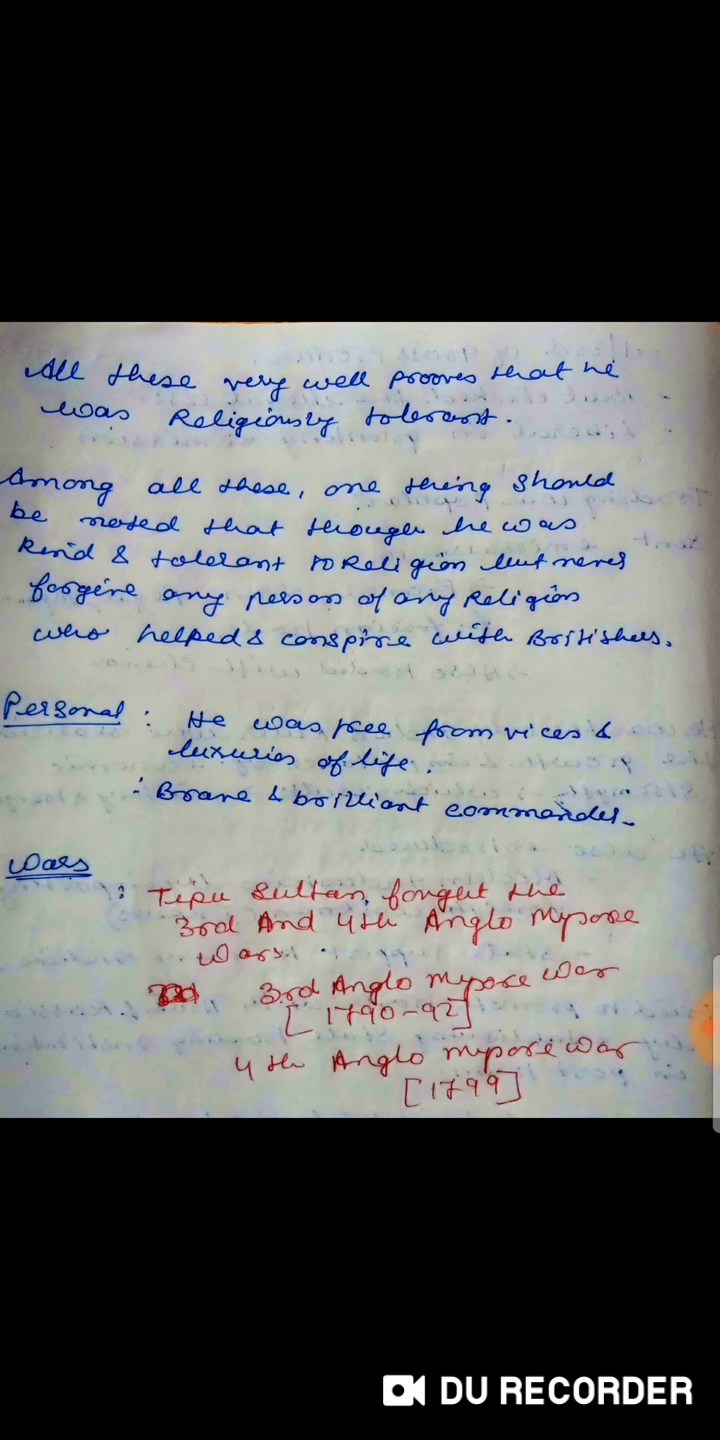 All these very well prooves that he
was Religiously tolerant.
Among all these, one thing should
be noted that though he was
Kind & tolerant to Religion but never
forgive any person of any Religion
who helped & conspire with Britishers.
Personal : He was free from vices &
luxuries of life.
: Brave & brilliant commander.
Wars
: Tipu Sultan, fought the
3rd And 4th Anglo Mysore
Wars.
3rd Anglo Mysore War
[1790-92]
4th Anglo Mysore War
[1799]
DU RECORDER